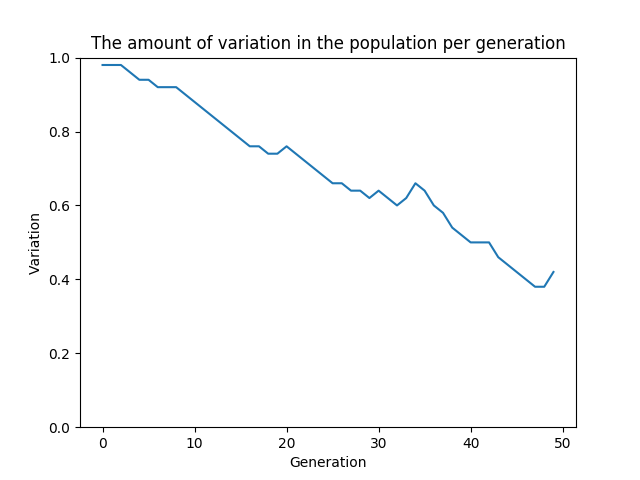 The amount of variation in the population per generation
1.0
0.8
0.6
0.4
0.2
0.0
Variation
0 10 20 30 40 50
Generation